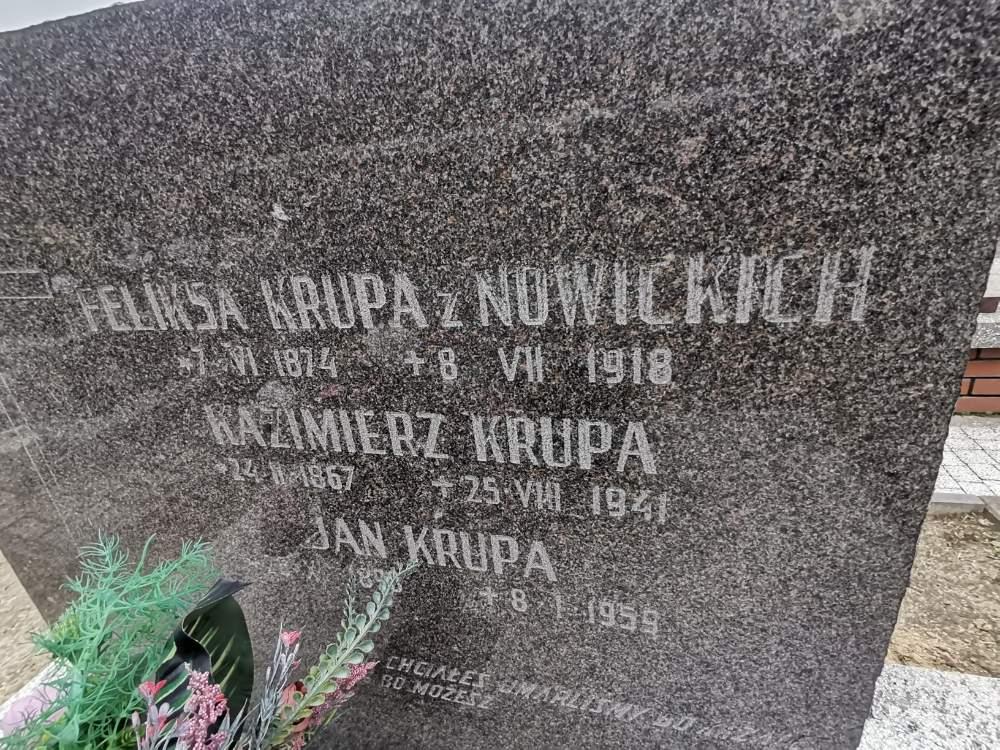 FELIKSA KRUPA z NOWICKICH
*7·VI 1874 + 8 VII 1918
KAZIMIERZ KRUPA
*24·II·1867 + 25·VIII 1941
JAN KRUPA
+ 8·I 1959
CHCIAŁEŚ
BO MOŻESZ